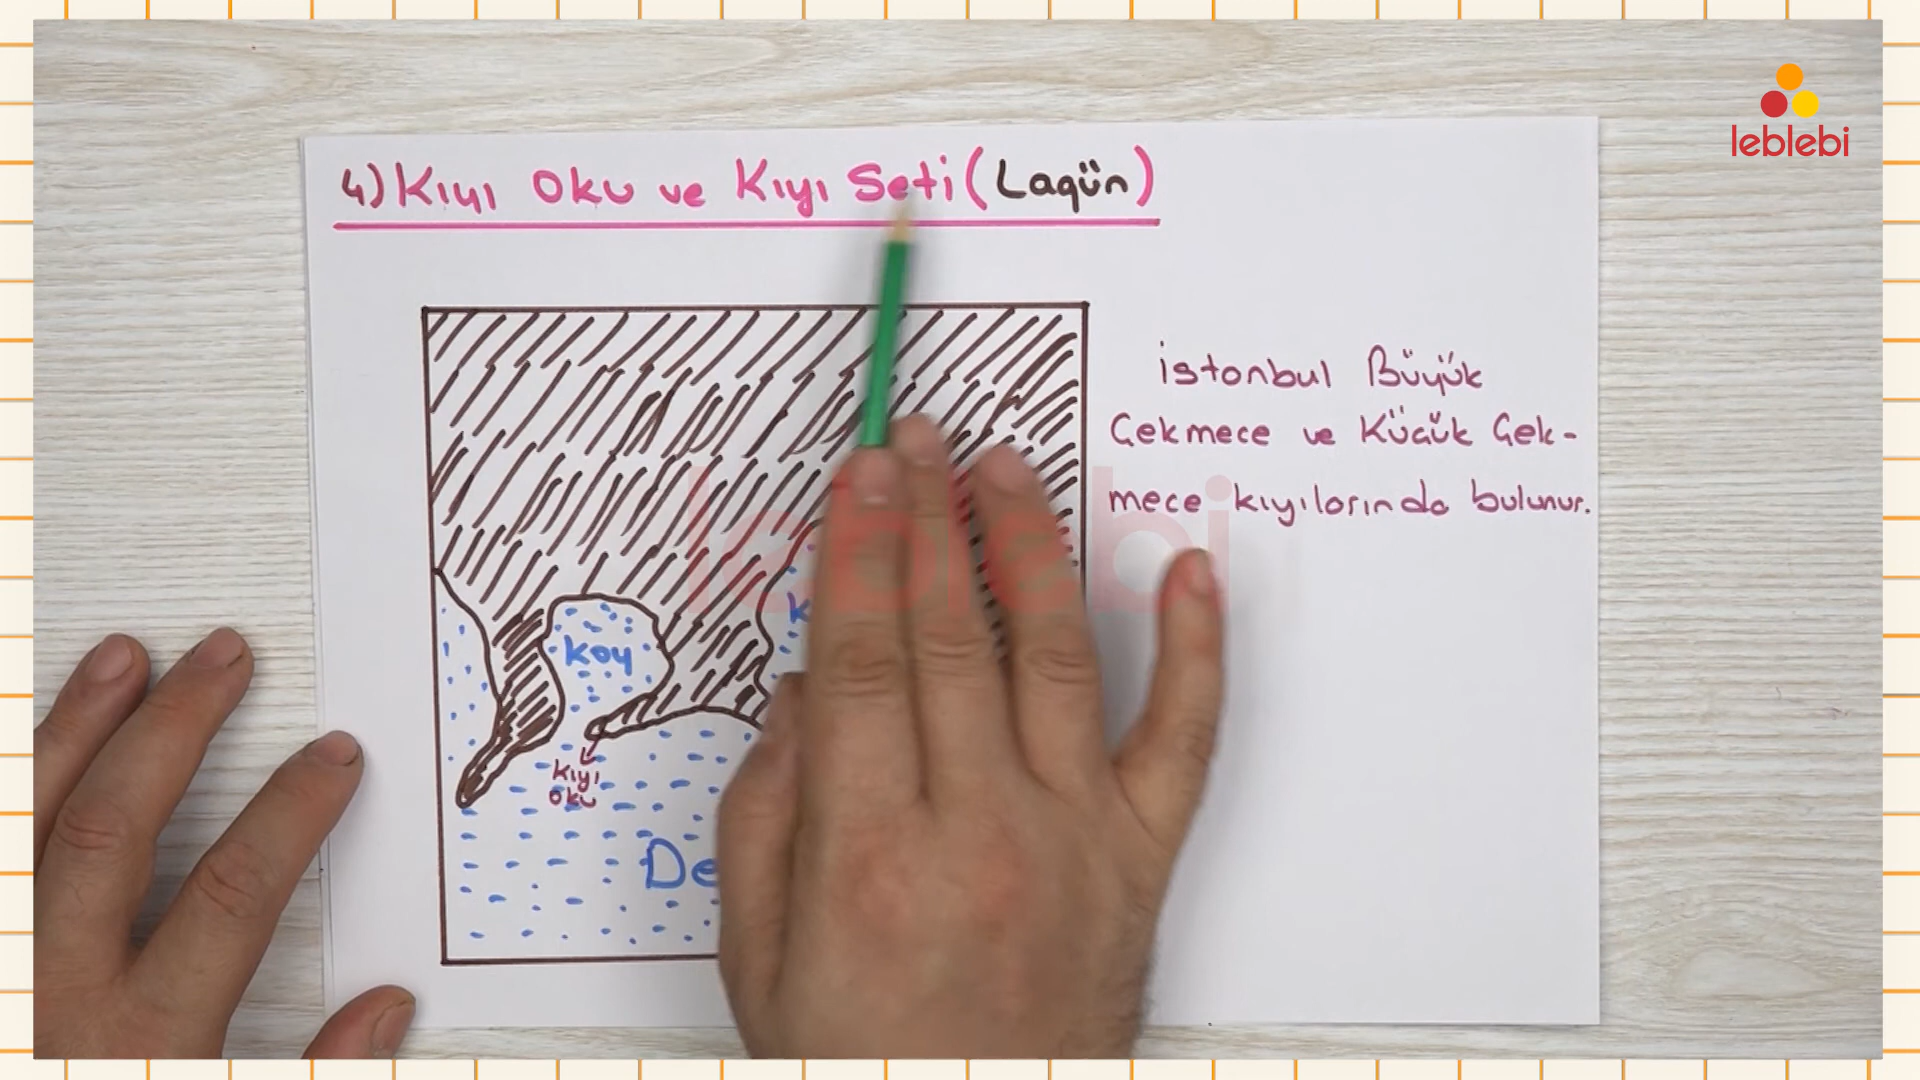 leblebi
4) Kıyı Oku ve Kıyı Seti (Lagün)
İstanbul Büyük
Çekmece ve Küçük Çek-
mece kıyılarında bulunur.
leblebi
Koy
Kıyı
Oku